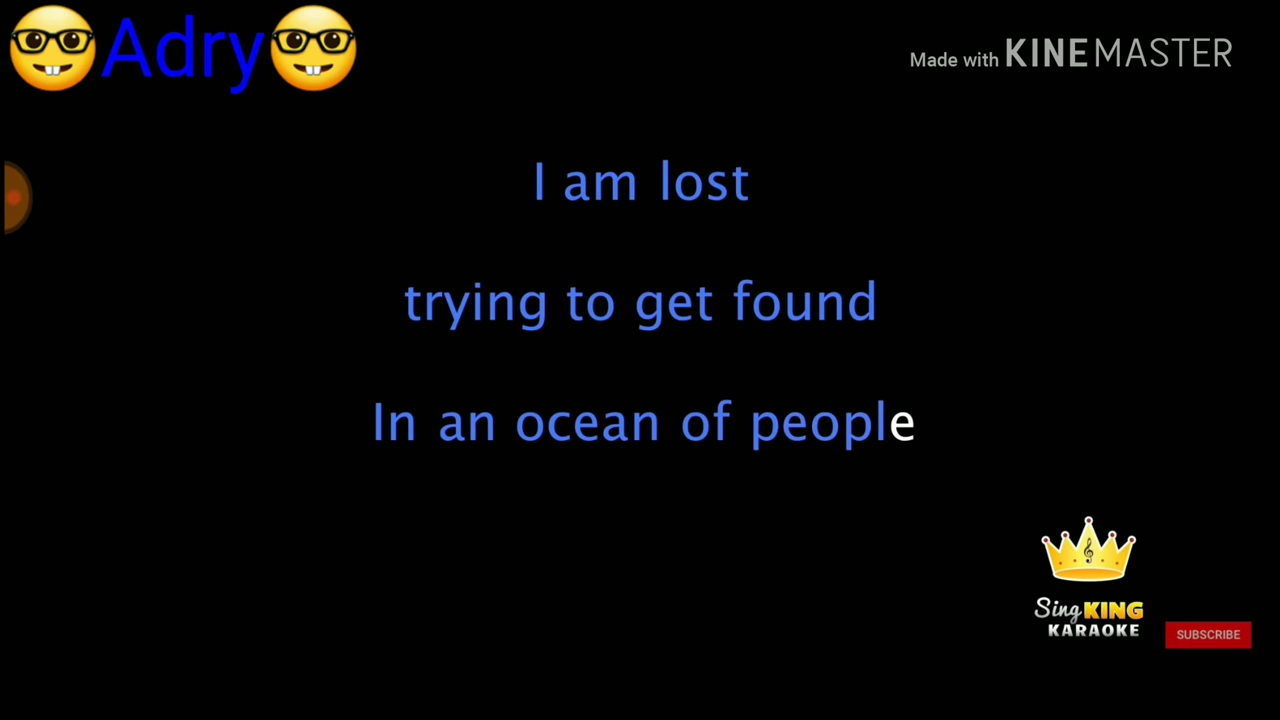 🤓Adry🤓
Made with KINEMASTER
I am lost
trying to get found
In an ocean of people
Sing KING
KARAOKE
SUBSCRIBE